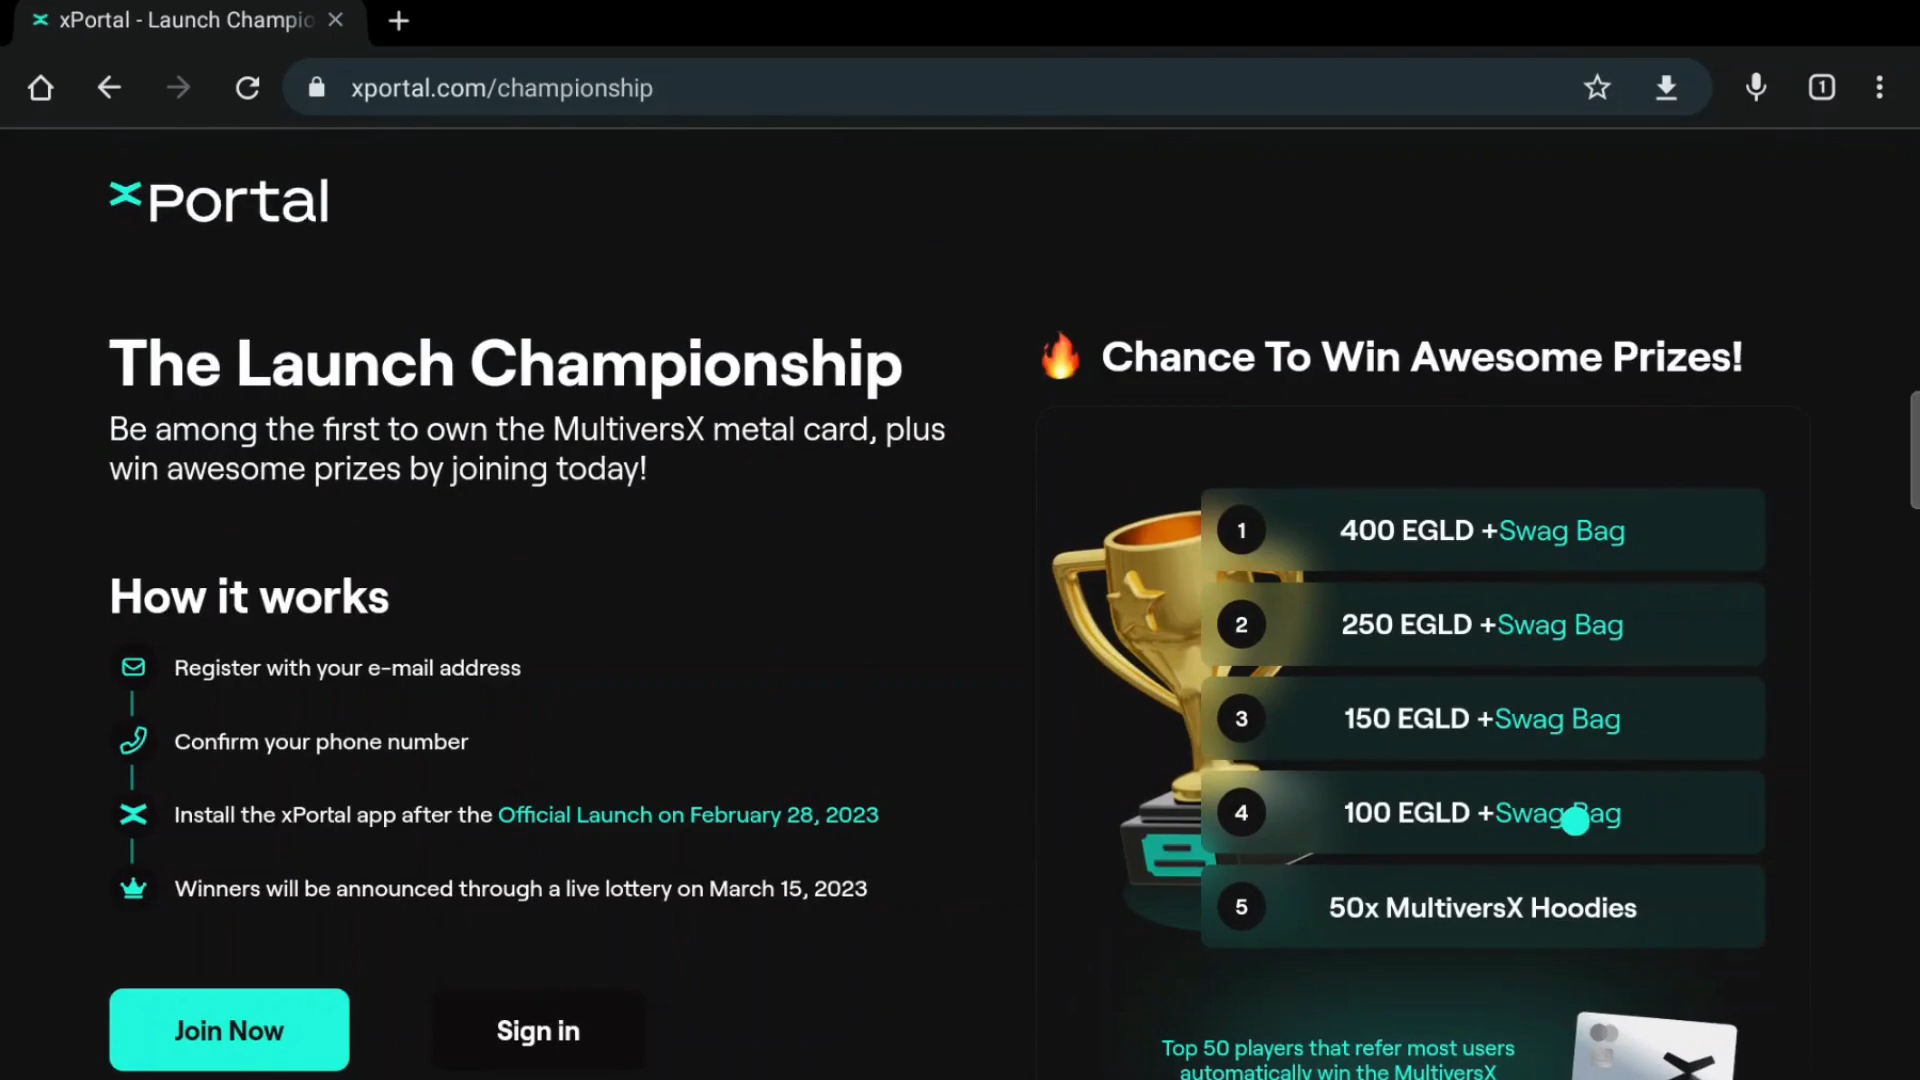 xPortal - Launch Champio
xportal.com/championship
1
Portal
The Launch Championship
Be among the first to own the MultiversX metal card, plus
win awesome prizes by joining today!
How it works
Register with your e-mail address
Confirm your phone number
Install the xPortal app after the Official Launch on February 28, 2023
Winners will be announced through a live lottery on March 15, 2023
Join Now
Sign in
🔥 Chance To Win Awesome Prizes!
1 400 EGLD +Swag Bag
2 250 EGLD +Swag Bag
3 150 EGLD +Swag Bag
4 100 EGLD +Swag Bag
5 50x MultiversX Hoodies
Top 50 players that refer most users
automatically win the MultiversX